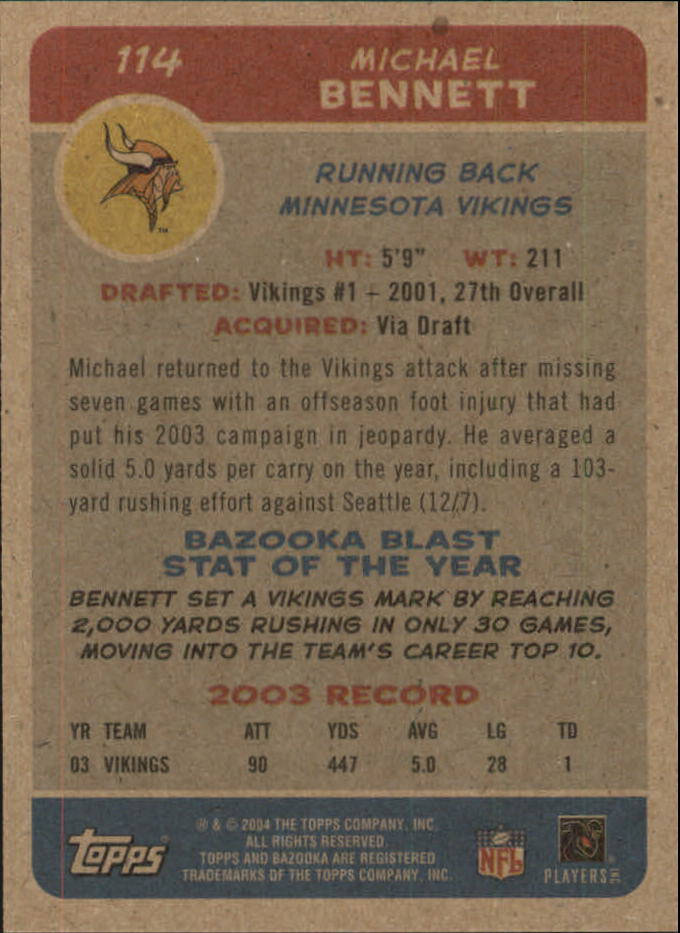 114
MICHAEL
BENNETT
TM
RUNNING BACK
MINNESOTA VIKINGS
HT: 5'9" WT: 211
DRAFTED: Vikings #1 – 2001, 27th Overall
ACQUIRED: Via Draft
Michael returned to the Vikings attack after missing
seven games with an offseason foot injury that had
put his 2003 campaign in jeopardy. He averaged a
solid 5.0 yards per carry on the year, including a 103-
yard rushing effort against Seattle (12/7).
BAZOOKA BLAST
STAT OF THE YEAR
BENNETT SET A VIKINGS MARK BY REACHING
2,000 YARDS RUSHING IN ONLY 30 GAMES,
MOVING INTO THE TEAM'S CAREER TOP 10.
2003 RECORD
YR TEAM ATT YDS AVG LG TD
03 VIKINGS 90 447 5.0 28 1
topps
® & © 2004 THE TOPPS COMPANY, INC.
ALL RIGHTS RESERVED.
TOPPS AND BAZOOKA ARE REGISTERED
TRADEMARKS OF THE TOPPS COMPANY, INC.
NFL
PLAYERS INC